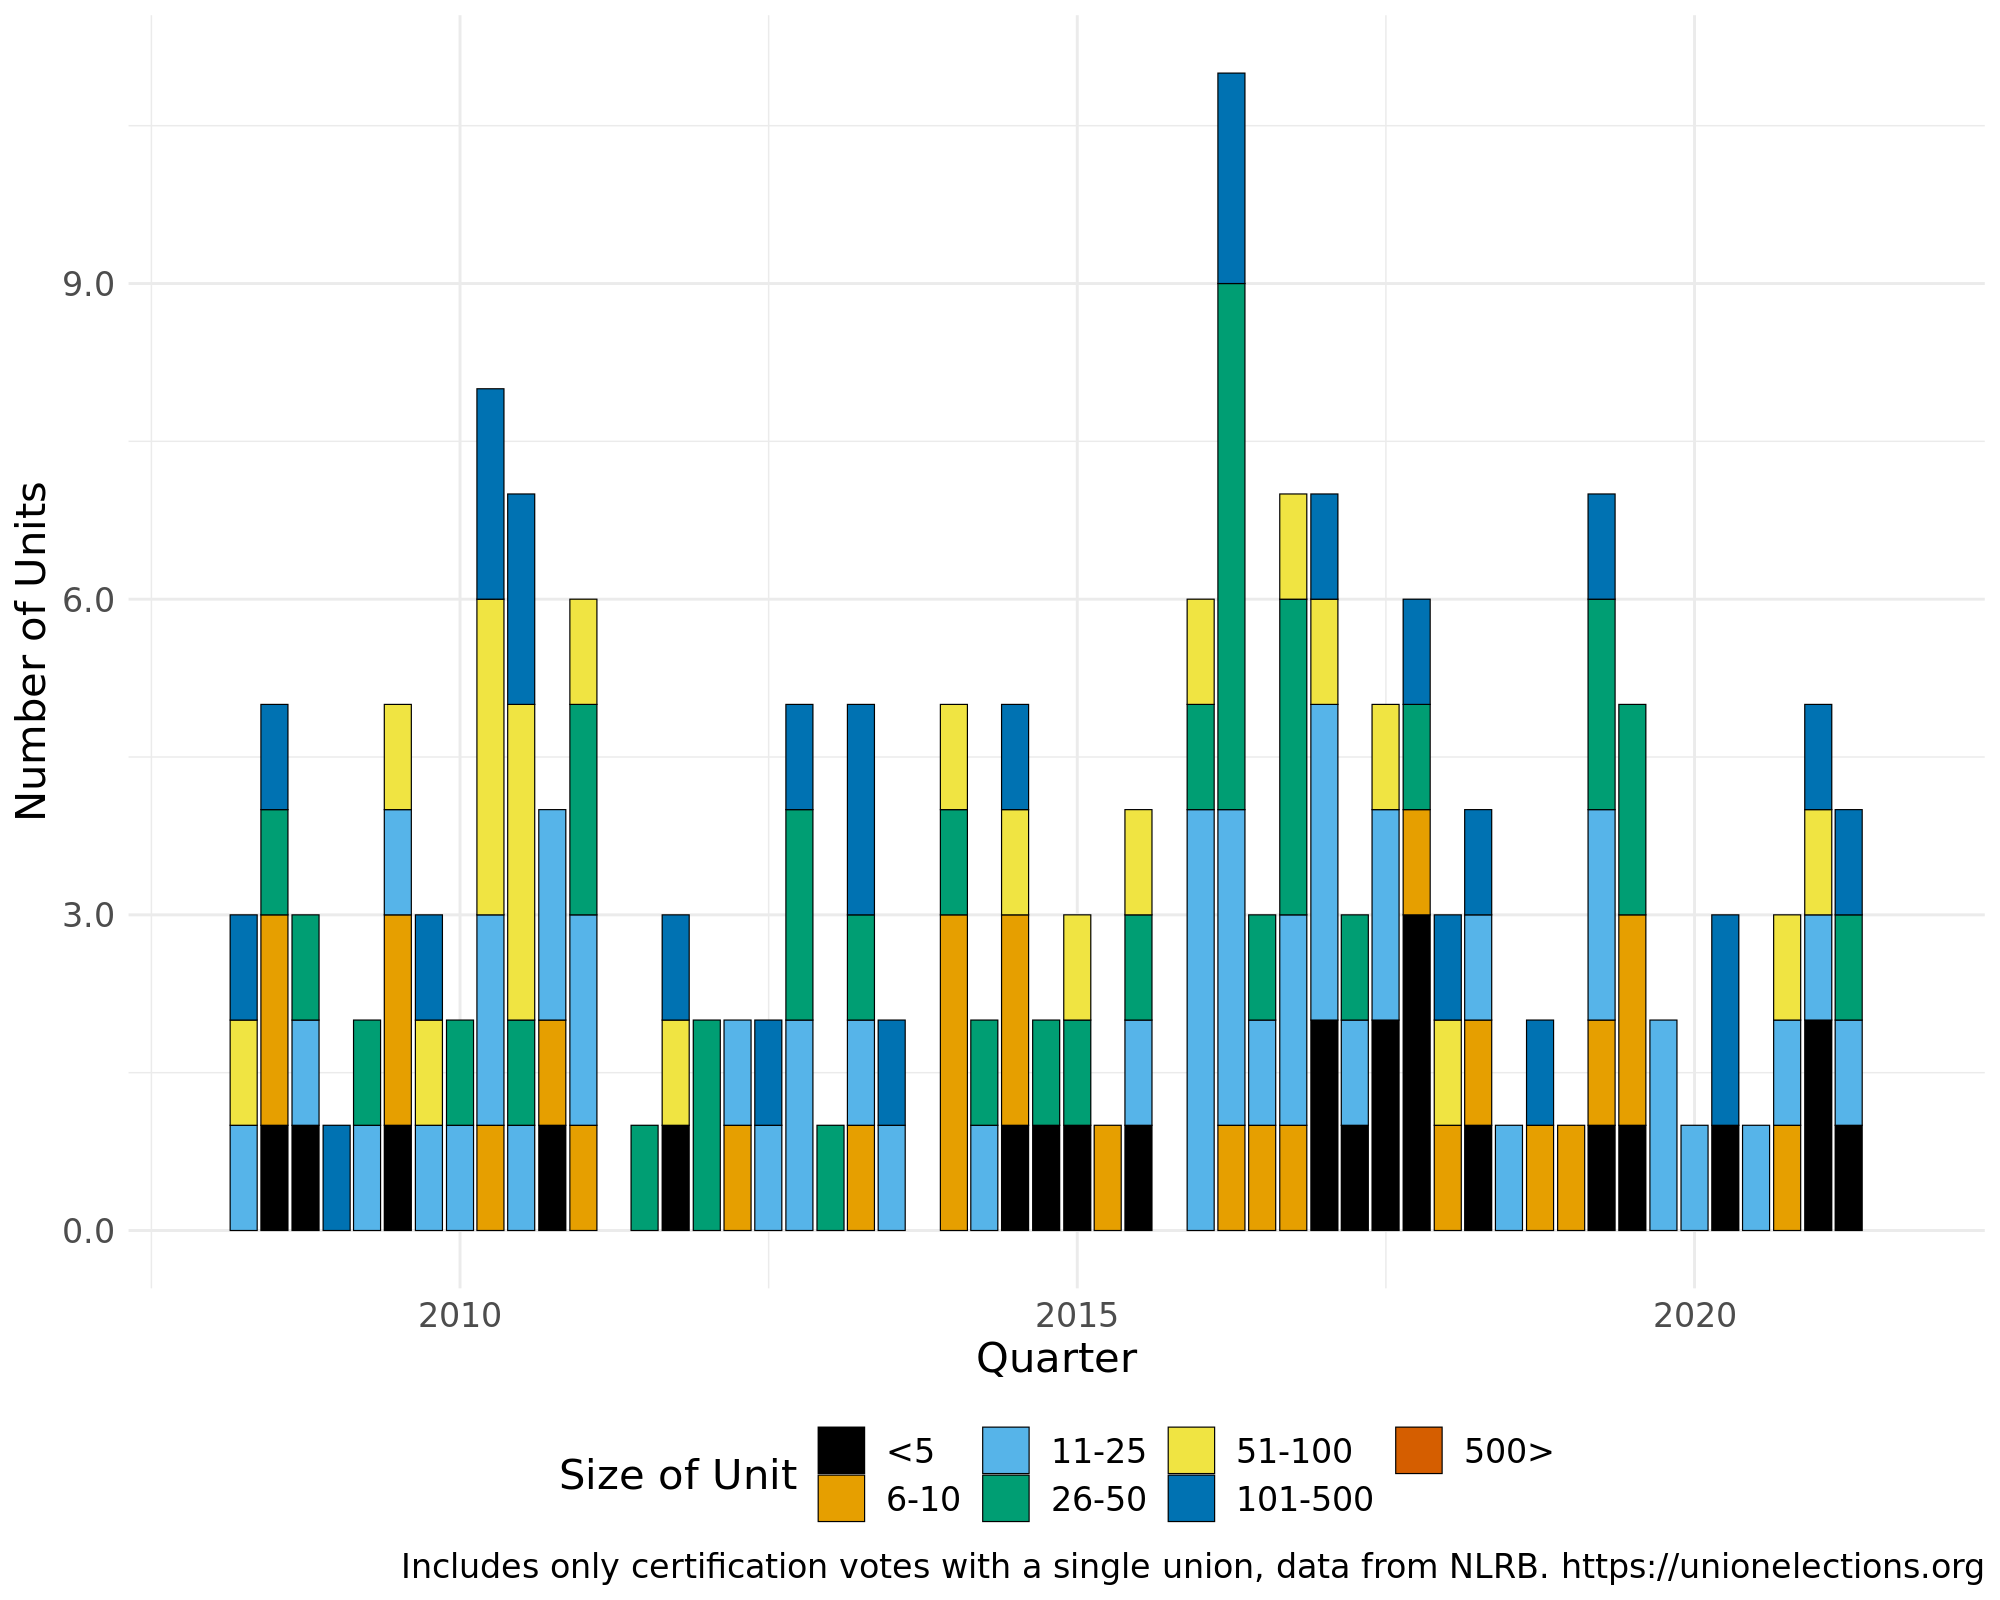 9.0
6.0
3.0
0.0
Number of Units
2010 2015 2020
Quarter
Size of Unit
<5 11-25 51-100 500>
6-10 26-50 101-500
Includes only certification votes with a single union, data from NLRB. https://unionelections.org